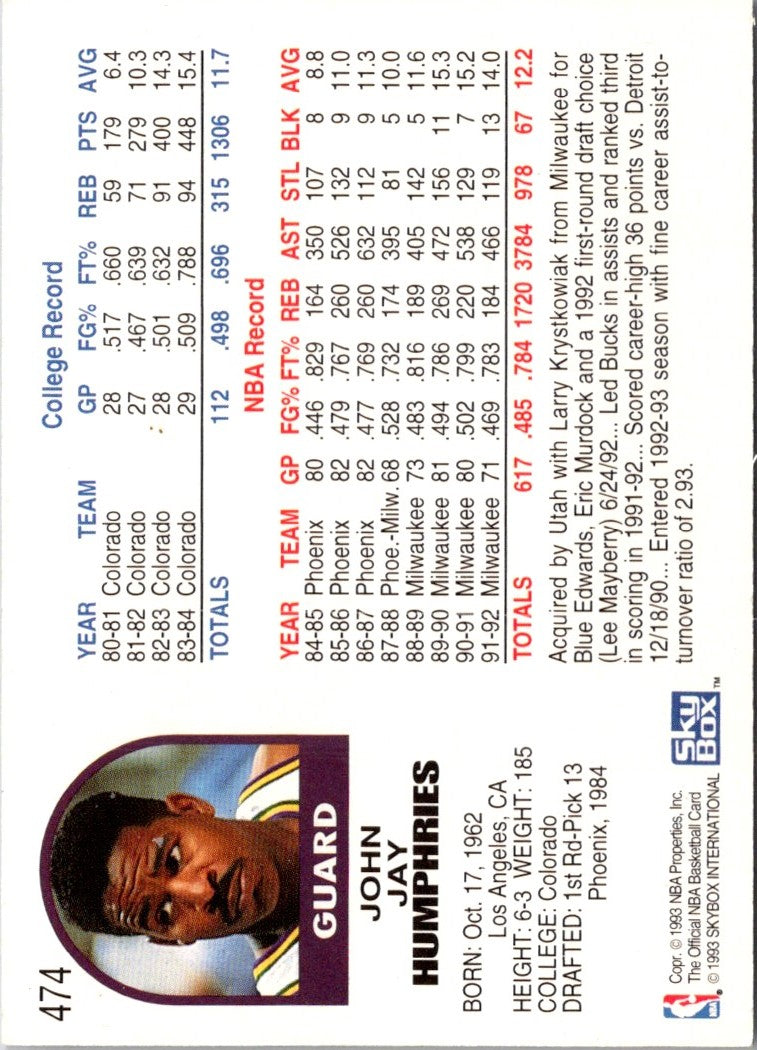 474
GUARD
JOHN
JAY
HUMPHRIES
BORN: Oct. 17, 1962
Los Angeles, CA
HEIGHT: 6-3 WEIGHT: 185
COLLEGE: Colorado
DRAFTED: 1st Rd-Pick 13
Phoenix, 1984
Copr. © 1993 NBA Properties, Inc.
The Official NBA Basketball Card
© 1993 SKYBOX INTERNATIONAL
NBA ®
Sky
Box ™
College Record
YEAR TEAM GP FG% FT% REB PTS AVG
80-81 Colorado 28 .517 .660 59 179 6.4
81-82 Colorado 27 .467 .639 71 279 10.3
82-83 Colorado 28 .501 .632 91 400 14.3
83-84 Colorado 29 .509 .788 94 448 15.4
TOTALS 112 .498 .696 315 1306 11.7
NBA Record
YEAR TEAM GP FG% FT% REB AST STL BLK AVG
84-85 Phoenix 80 .446 .829 164 350 107 8 8.8
85-86 Phoenix 82 .479 .767 260 526 132 9 11.0
86-87 Phoenix 82 .477 .769 260 632 112 9 11.3
87-88 Phoe.-Milw. 68 .528 .732 174 395 81 5 10.0
88-89 Milwaukee 73 .483 .816 189 405 142 5 11.6
89-90 Milwaukee 81 .494 .786 269 472 156 11 15.3
90-91 Milwaukee 80 .502 .799 220 538 129 7 15.2
91-92 Milwaukee 71 .469 .783 184 466 119 13 14.0
TOTALS 617 .485 .784 1720 3784 978 67 12.2
Acquired by Utah with Larry Krystkowiak from Milwaukee for
Blue Edwards, Eric Murdock and a 1992 first-round draft choice
(Lee Mayberry) 6/24/92... Led Bucks in assists and ranked third
in scoring in 1991-92... Scored career-high 36 points vs. Detroit
12/18/90... Entered 1992-93 season with fine career assist-to-
turnover ratio of 2.93.